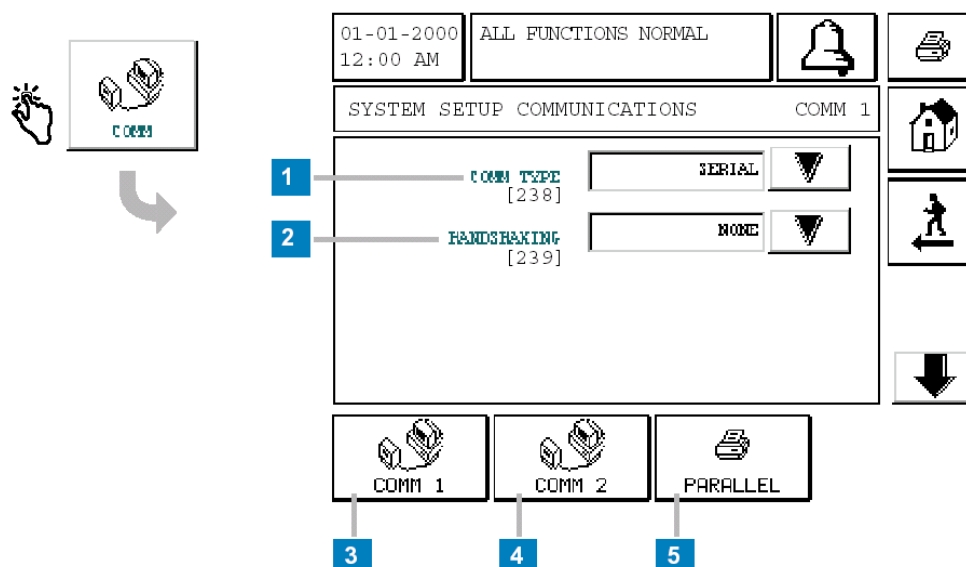 COMM
01-01-2000
12:00 AM
ALL FUNCTIONS NORMAL
SYSTEM SETUP COMMUNICATIONS COMM 1
1
COMM TYPE
[238]
SERIAL
2
HANDSHAKING
[239]
NONE
COMM 1
COMM 2
PARALLEL
3
4
5